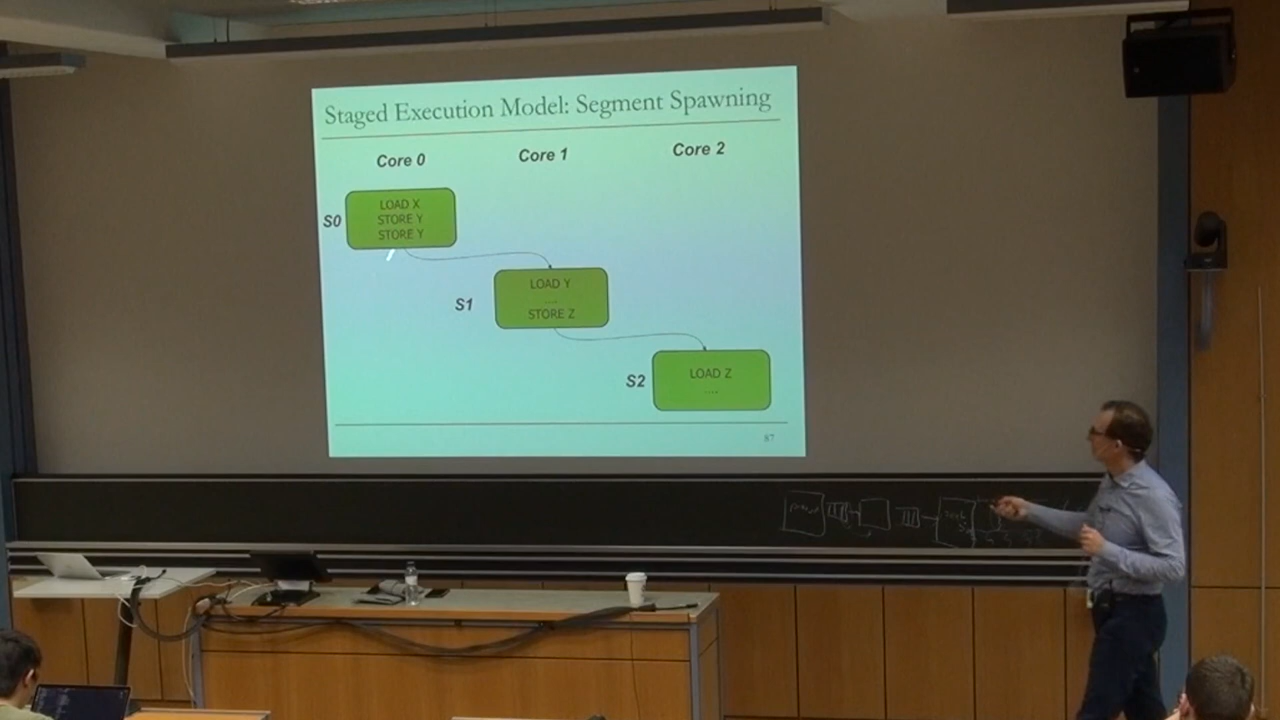 Staged Execution Model: Segment Spawning
Core 0 Core 1 Core 2
S0
LOAD X
STORE Y
STORE Y
S1
LOAD Y
....
STORE Z
S2
LOAD Z
....
87